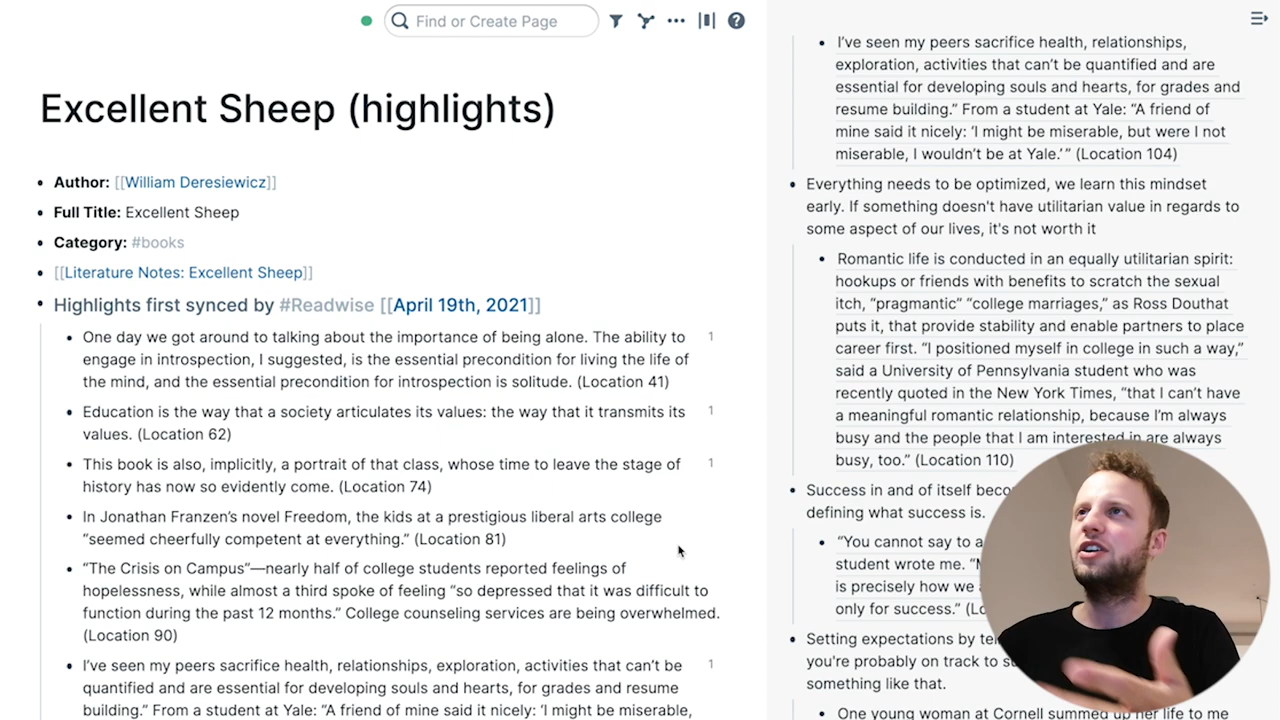 Find or Create Page
Excellent Sheep (highlights)
Author: [[William Deresiewicz]]
Full Title: Excellent Sheep
Category: #books
[[Literature Notes: Excellent Sheep]]
Highlights first synced by #Readwise [[April 19th, 2021]]
One day we got around to talking about the importance of being alone. The ability to 1
engage in introspection, I suggested, is the essential precondition for living the life of
the mind, and the essential precondition for introspection is solitude. (Location 41)
Education is the way that a society articulates its values: the way that it transmits its 1
values. (Location 62)
This book is also, implicitly, a portrait of that class, whose time to leave the stage of 1
history has now so evidently come. (Location 74)
In Jonathan Franzen’s novel Freedom, the kids at a prestigious liberal arts college
“seemed cheerfully competent at everything.” (Location 81)
“The Crisis on Campus”—nearly half of college students reported feelings of
hopelessness, while almost a third spoke of feeling “so depressed that it was difficult to
function during the past 12 months.” College counseling services are being overwhelmed.
(Location 90)
I’ve seen my peers sacrifice health, relationships, exploration, activities that can’t be 1
quantified and are essential for developing souls and hearts, for grades and resume
building.” From a student at Yale: “A friend of mine said it nicely: ‘I might be miserable,
I’ve seen my peers sacrifice health, relationships,
exploration, activities that can’t be quantified and are
essential for developing souls and hearts, for grades and
resume building.” From a student at Yale: “A friend of
mine said it nicely: ‘I might be miserable, but were I not
miserable, I wouldn’t be at Yale.’” (Location 104)
Everything needs to be optimized, we learn this mindset
early. If something doesn't have utilitarian value in regards to
some aspect of our lives, it's not worth it
Romantic life is conducted in an equally utilitarian spirit:
hookups or friends with benefits to scratch the sexual
itch, “pragmatic” “college marriages,” as Ross Douthat
puts it, that provide stability and enable partners to place
career first. “I positioned myself in college in such a way,”
said a University of Pennsylvania student who was
recently quoted in the New York Times, “that I can’t have
a meaningful romantic relationship, because I’m always
busy and the people that I am interested in are always
busy, too.” (Location 110)
Success in and of itself
defining what success is.
“You cannot say to a
student wrote me.
is precisely how we
only for success.”
Setting expectations by
you're probably on track to
something like that.
One young woman at Cornell summed up her life to me